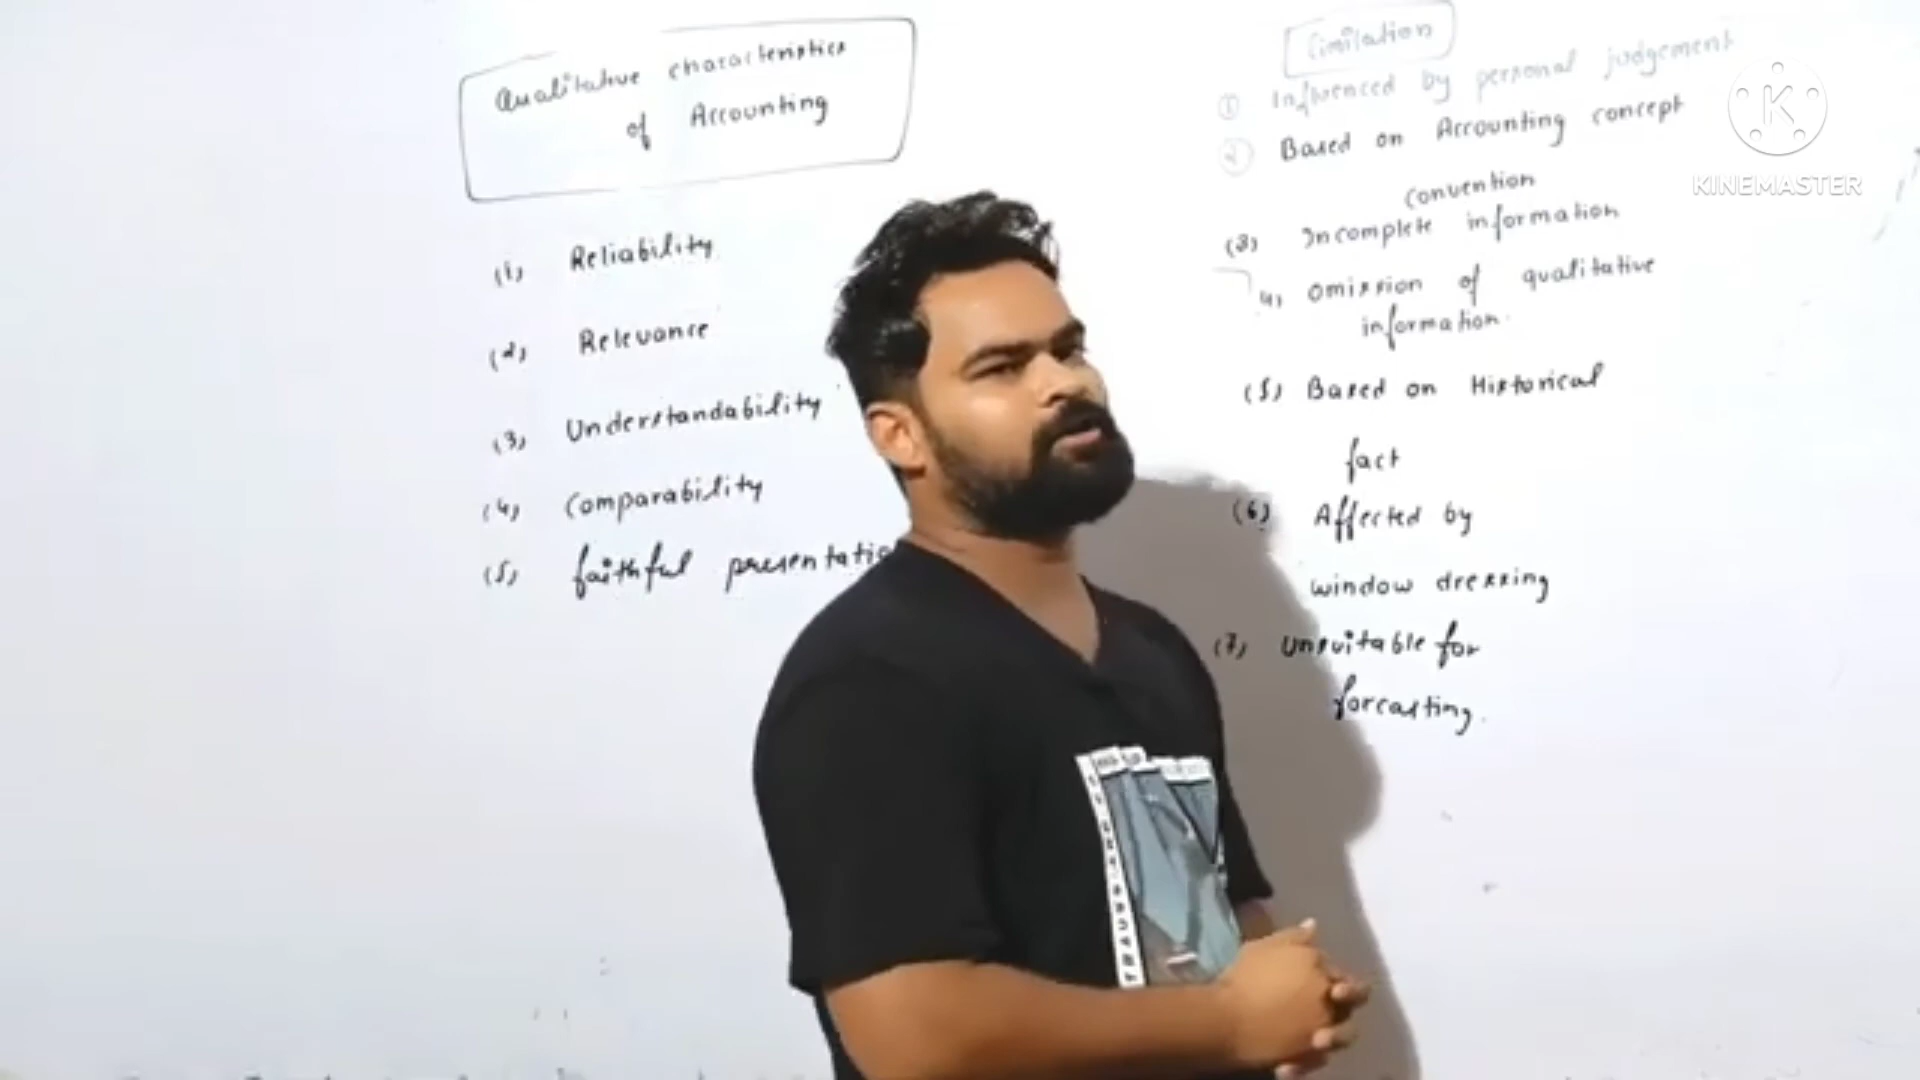 Qualitative characteristics
of Accounting
(1) Reliability
(2) Relevance
(3) Understandability
(4) Comparability
(5) faithful presentatio
Limitation
① Influenced by personal judgement
② Based on Accounting concept
convention
(3) Incomplete information
4) omission of qualitative
information.
(5) Based on Historical
fact
(6) Affected by
window dressing
(7) unsuitable for
forcasting.
KINEMASTER